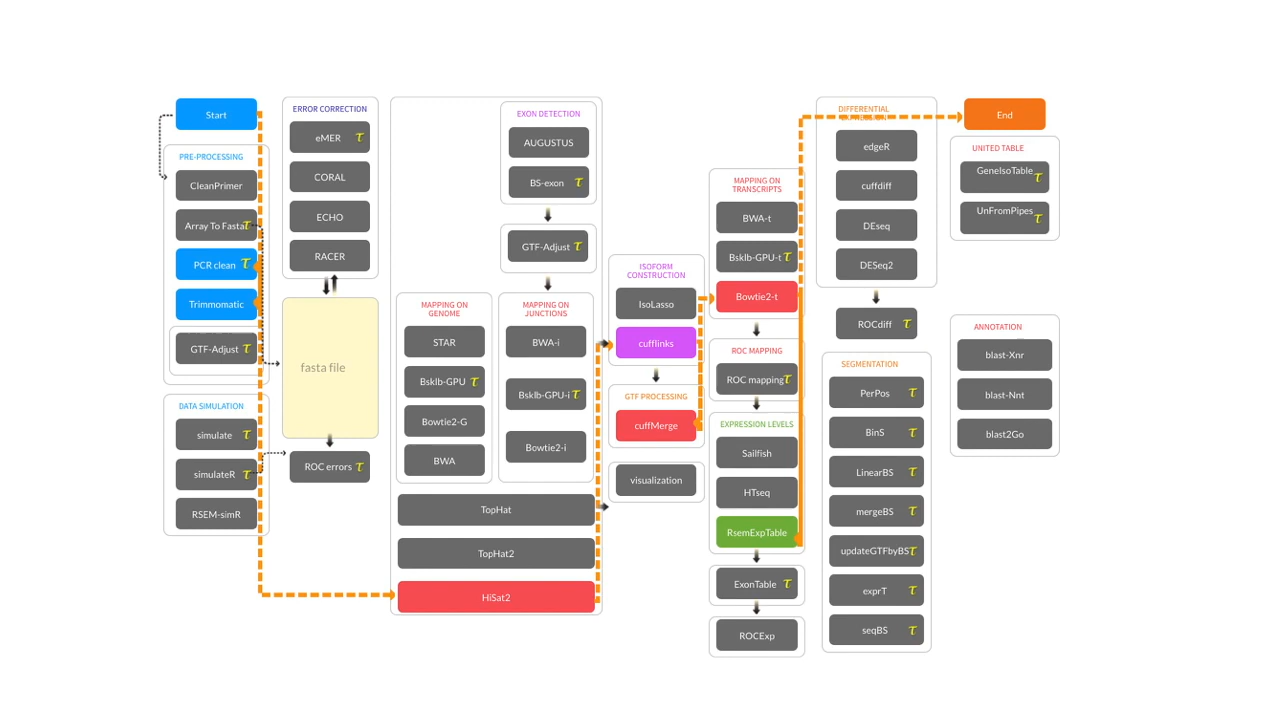 Start
PRE-PROCESSING
CleanPrimer
Array To Fasta τ
PCR clean τ
Trimmomatic
GTF-Adjust τ
DATA SIMULATION
simulate τ
simulateR τ
RSEM-simR
ERROR CORRECTION
eMER τ
CORAL
ECHO
RACER
fasta file
ROC errors τ
EXON DETECTION
AUGUSTUS
BS-exon τ
GTF-Adjust τ
MAPPING ON
GENOME
STAR
Bsklb-GPU τ
Bowtie2-G
BWA
MAPPING ON
JUNCTIONS
BWA-i
Bsklb-GPU-i τ
Bowtie2-i
TopHat
TopHat2
HiSat2
ISOFORM
CONSTRUCTION
IsoLasso
cufflinks
GTF PROCESSING
cuffMerge
visualization
MAPPING ON
TRANSCRIPTS
BWA-t
Bsklb-GPU-t τ
Bowtie2-t
ROC MAPPING
ROC mapping τ
EXPRESSION LEVELS
Sailfish
HTseq
RsemExpTable
ExonTable τ
ROCExp
DIFFERENTIAL
edgeR
cuffdiff
DEseq
DESeq2
ROCdiff τ
SEGMENTATION
PerPos τ
BinS τ
LinearBS τ
mergeBS τ
updateGTFbyBS τ
exprT τ
seqBS τ
End
UNITED TABLE
GeneIsoTable τ
UnFromPipes τ
ANNOTATION
blast-Xnr
blast-Nnt
blast2Go